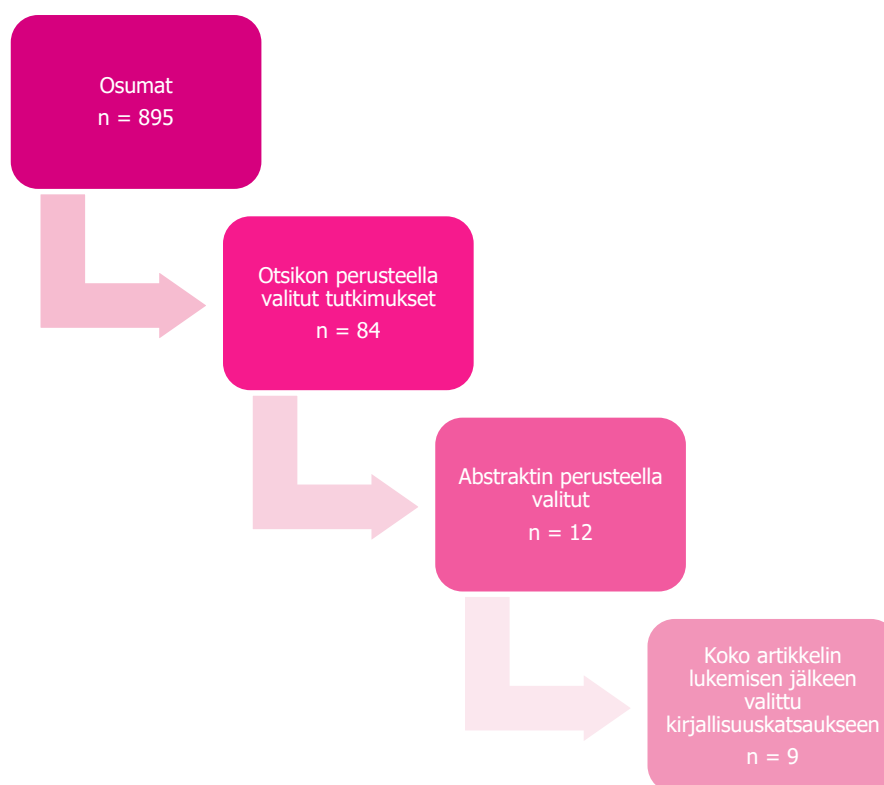 Osumat
n = 895
Otsikon perusteella
valitut tutkimukset
n = 84
Abstraktin perusteella
valitut
n = 12
Koko artikkelin
lukemisen jälkeen
valittu
kirjallisuuskatsaukseen
n = 9